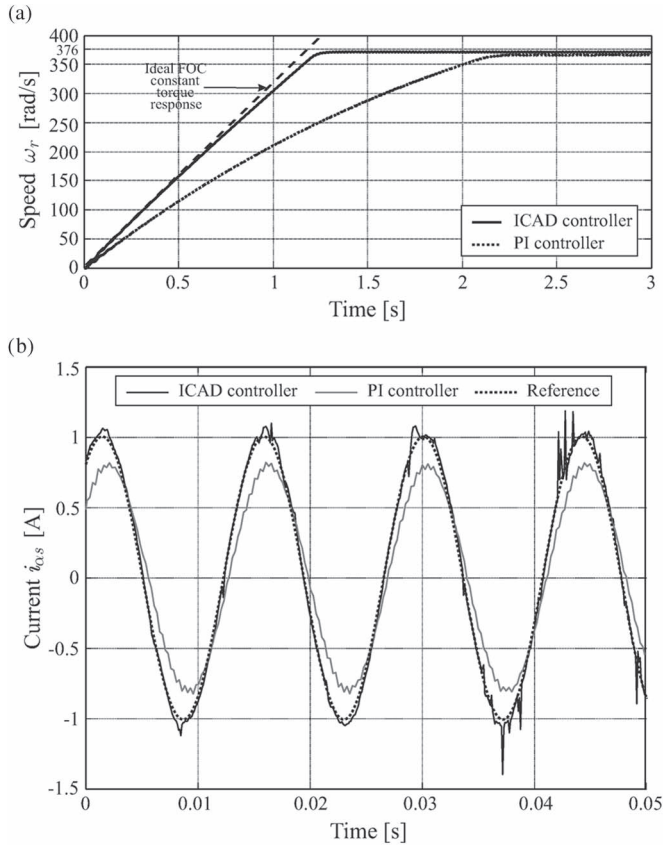 (a)
400
376
350
300
250
200
150
100
50
0
Speed ωr [rad/s]
Ideal FOC
constant
torque
response
ICAD controller
PI controller
0
0.5
1
1.5
2
2.5
3
Time [s]
(b)
1.5
1
0.5
0
-0.5
-1
-1.5
Current iαs [A]
ICAD controller
PI controller
Reference
0
0.01
0.02
0.03
0.04
0.05
Time [s]